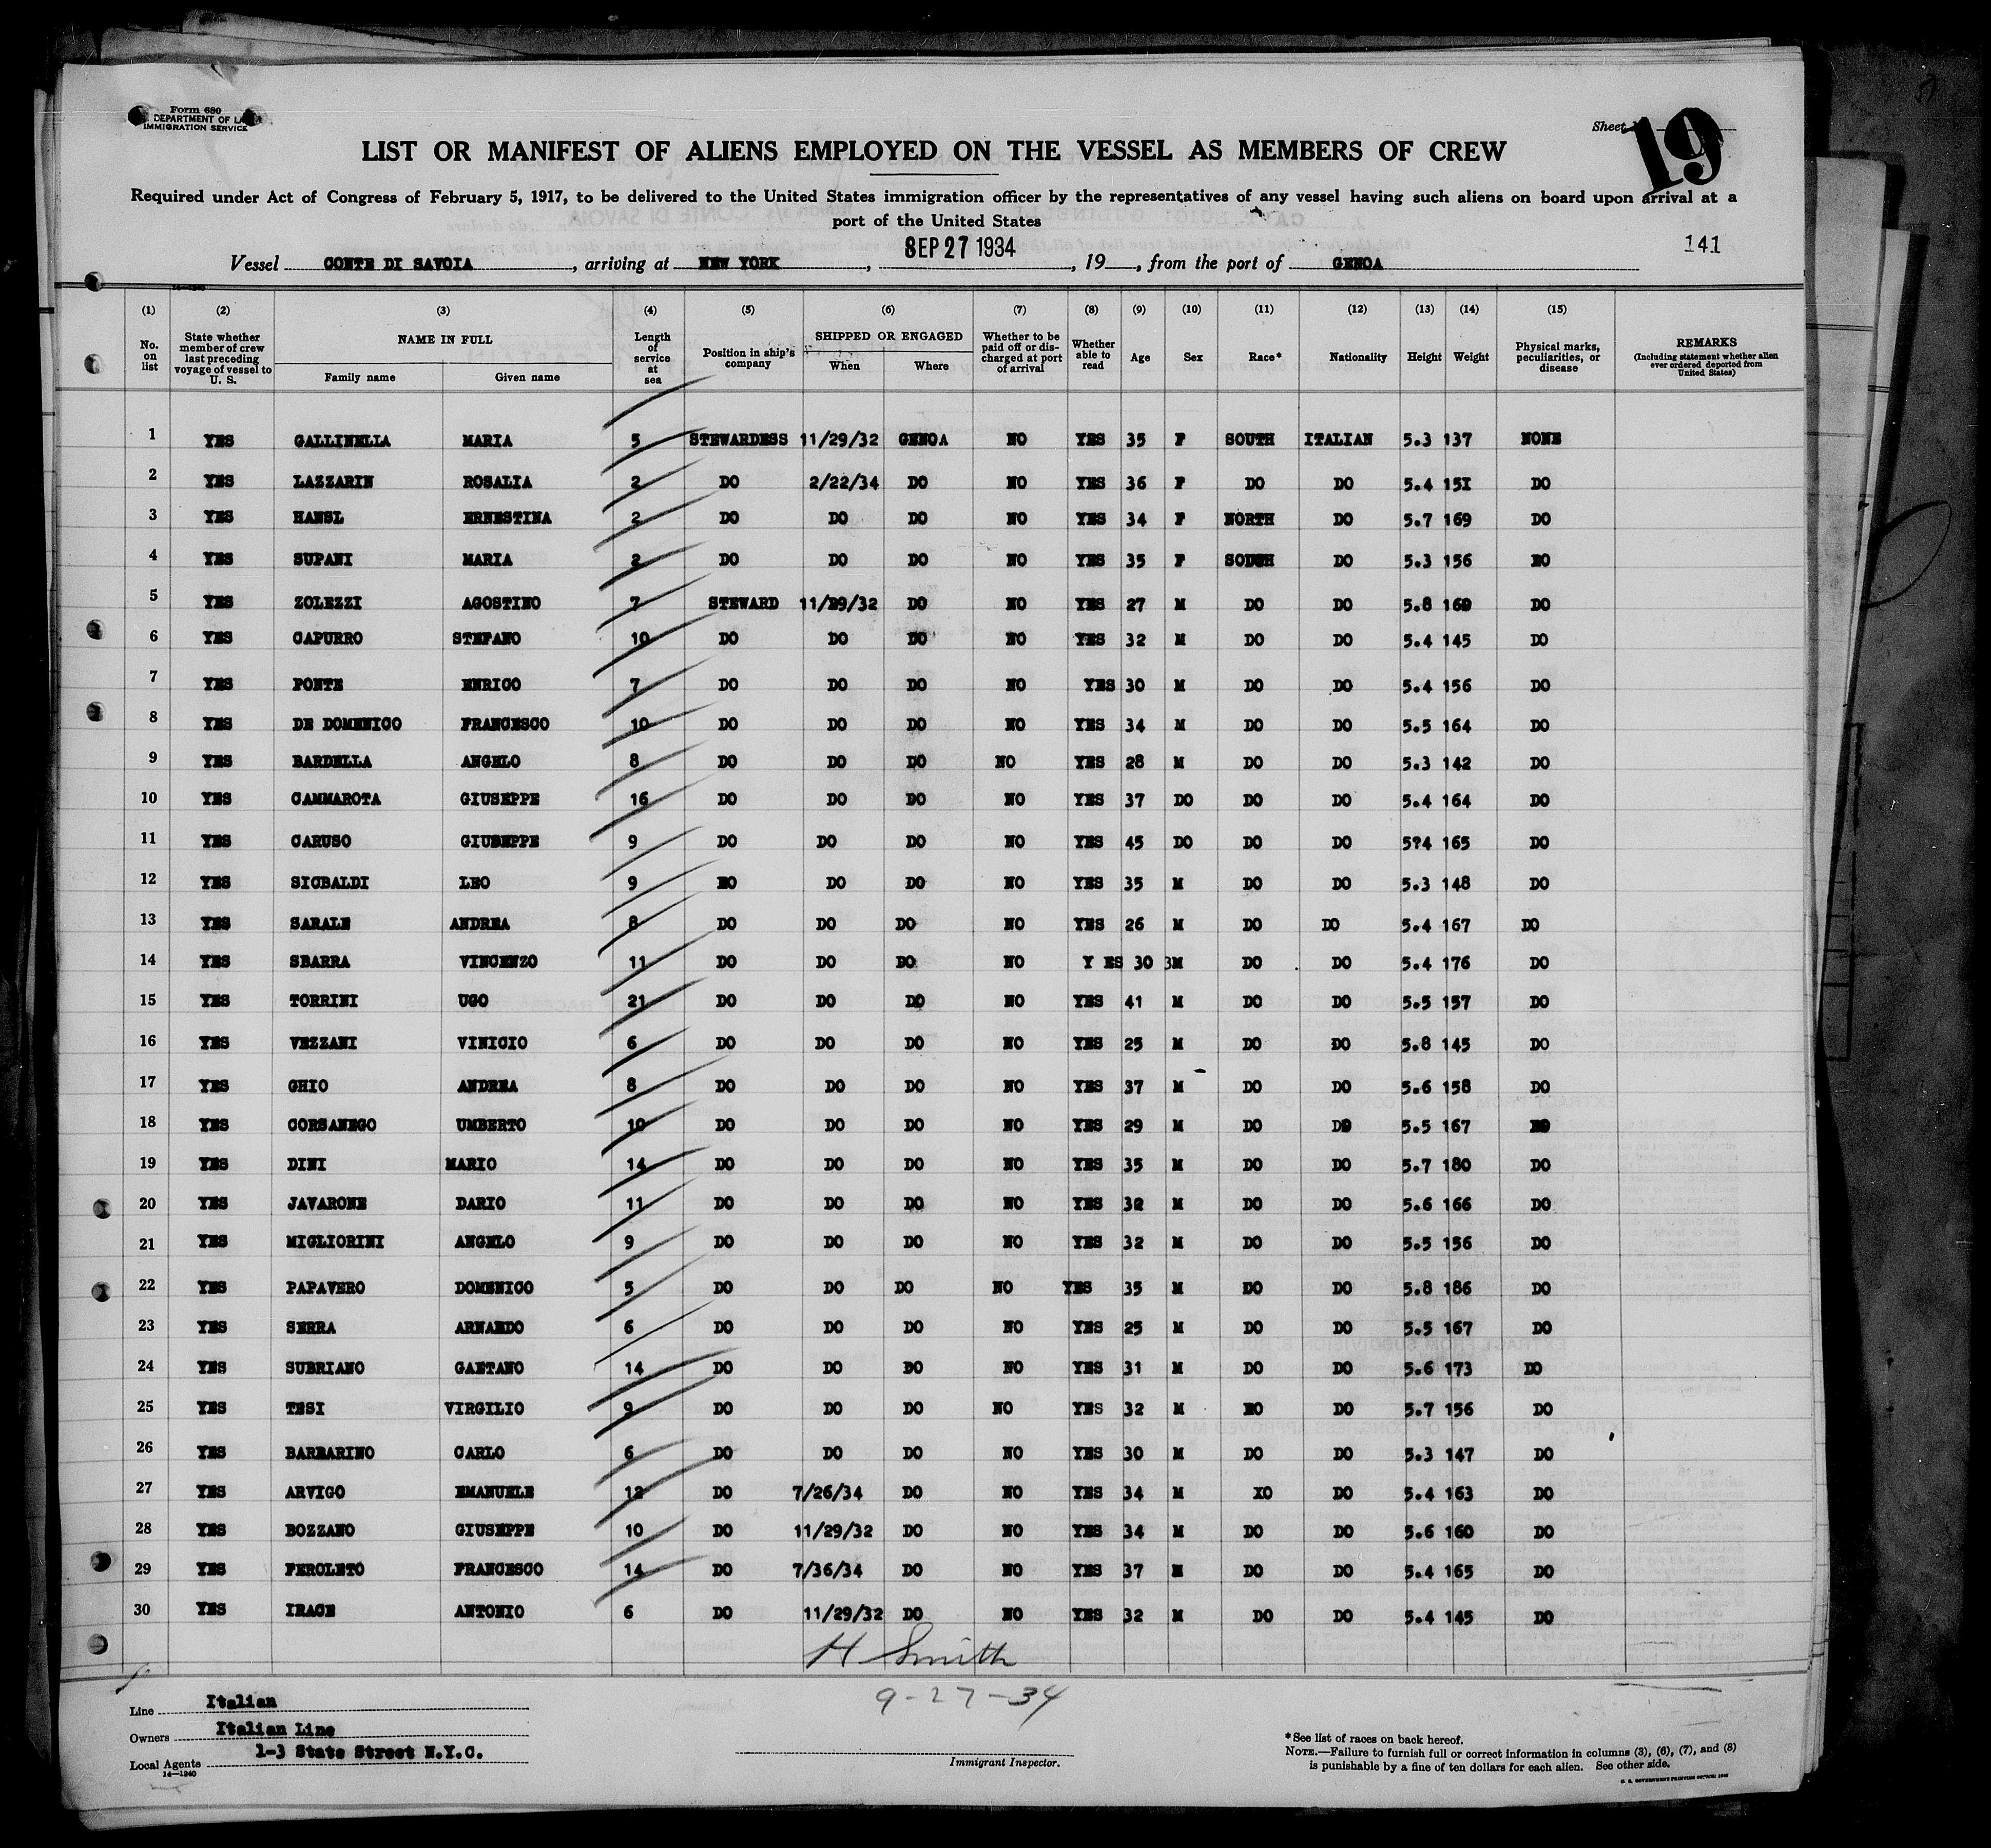 Form 680
DEPARTMENT OF LA
IMMIGRATION SERVICE
Sheet
19
LIST OR MANIFEST OF ALIENS EMPLOYED ON THE VESSEL AS MEMBERS OF CREW
Required under Act of Congress of February 5, 1917, to be delivered to the United States immigration officer by the representatives of any vessel having such aliens on board upon arrival at a
port of the United States
141
Vessel CONTE DI SAVOIA, arriving at NEW YORK, SEP 27 1934, 19, from the port of GENOA
(1) (2) (3) (4) (5) (6) (7) (8) (9) (10) (11) (12) (13) (14) (15)
No. on list State whether member of crew last preceding voyage of vessel to U. S. NAME IN FULL Family name Given name Length of service at sea Position in ship's company SHIPPED OR ENGAGED When Where Whether to be paid off or discharged at port of arrival Whether able to read Age Sex Race* Nationality Height Weight Physical marks, peculiarities, or disease REMARKS (Including statement whether alien ever ordered deported from United States)
1 YES GALLINELLA MARIA 5 STEWARDESS 11/29/32 GENOA NO YES 35 F SOUTH ITALIAN 5.3 137 NONE
2 YES LAZZARIN ROSALIA 2 DO 2/22/34 DO NO YES 36 F DO DO 5.4 15I DO
3 YES HANSL ERNESTINA 2 DO DO DO NO YES 34 F NORTH DO 5.7 169 DO
4 YES SUPANI MARIA 2 DO DO DO NO YES 35 F SOUTH DO 5.3 156 DO
5 YES ZOLEZZI AGOSTINO 7 STEWARD 11/29/32 DO NO YES 27 M DO DO 5.8 160 DO
6 YES CAPURRO STEFANO 10 DO DO DO NO YES 32 M DO DO 5.4 145 DO
7 YES PONTE ENRICO 7 DO DO DO NO YES 30 M DO DO 5.4 156 DO
8 YES DE DOMENICO FRANCESCO 10 DO DO DO NO YES 34 M DO DO 5.5 164 DO
9 YES BARDELLA ANGELO 8 DO DO DO NO YES 28 M DO DO 5.3 142 DO
10 YES CAMMAROTA GIUSEPPE 16 DO DO DO NO YES 37 DO DO DO 5.4 164 DO
11 YES CARUSO GIUSEPPE 9 DO DO DO NO YES 45 DO DO DO 5?4 165 DO
12 YES SICBALDI LEO 9 DO DO DO NO YES 35 M DO DO 5.3 148 DO
13 YES SARALE ANDREA 8 DO DO DO NO YES 26 M DO DO 5.4 167 DO
14 YES SBARRA VINCENZO 11 DO DO DO NO Y ES 30 M DO DO 5.4 176 DO
15 YES TORRINI UGO 21 DO DO DO NO YES 41 M DO DO 5.5 157 DO
16 YES VEZZANI VINICIO 6 DO DO DO NO YES 25 M DO DO 5.8 145 DO
17 YES GHIO ANDREA 8 DO DO DO NO YES 37 M DO DO 5.6 158 DO
18 YES CORSANEGO UMBERTO 10 DO DO DO NO YES 29 M DO DO 5.5 167 DO
19 YES DINI MARIO 14 DO DO DO NO YES 35 M DO DO 5.7 180 DO
20 YES JAVARONE DARIO 11 DO DO DO NO YES 32 M DO DO 5.6 166 DO
21 YES MIGLIORINI ANGELO 9 DO DO DO NO YES 32 M DO DO 5.5 156 DO
22 YES PAPAVERO DOMENICO 5 DO DO DO NO YES 35 M DO DO 5.8 186 DO
23 YES SERRA ARNANDO 6 DO DO DO NO YES 25 M DO DO 5.5 167 DO
24 YES SUBRIANO GAETANO 14 DO DO DO NO YES 31 M DO DO 5.6 173 DO
25 YES TESI VIRGILIO 9 DO DO DO NO YES 32 M DO DO 5.7 156 DO
26 YES BARBARINO CARLO 6 DO DO DO NO YES 30 M DO DO 5.3 147 DO
27 YES ARVIGO EMANUELE 12 DO 7/26/34 DO NO YES 34 M XO DO 5.4 163 DO
28 YES BOZZANO GIUSEPPE 10 DO 11/29/32 DO NO YES 34 M DO DO 5.6 160 DO
29 YES FEROLETO FRANCESCO 14 DO 7/36/34 DO NO YES 37 M DO DO 5.4 165 DO
30 YES IRACE ANTONIO 6 DO 11/29/32 DO NO YES 32 M DO DO 5.4 145 DO
H Smith
9-27-34
Line Italian
Owners Italian Line
Local Agents 1-3 State Street N.Y.C.
14—1240
Immigrant Inspector.
*See list of races on back hereof.
NOTE.—Failure to furnish full or correct information in columns (3), (6), (7), and (8)
is punishable by a fine of ten dollars for each alien. See other side.